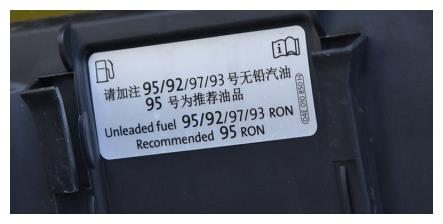 请加注 95/92/97/93 号无铅汽油
95 号为推荐油品
Unleaded fuel 95/92/97/93 RON
Recommended 95 RON